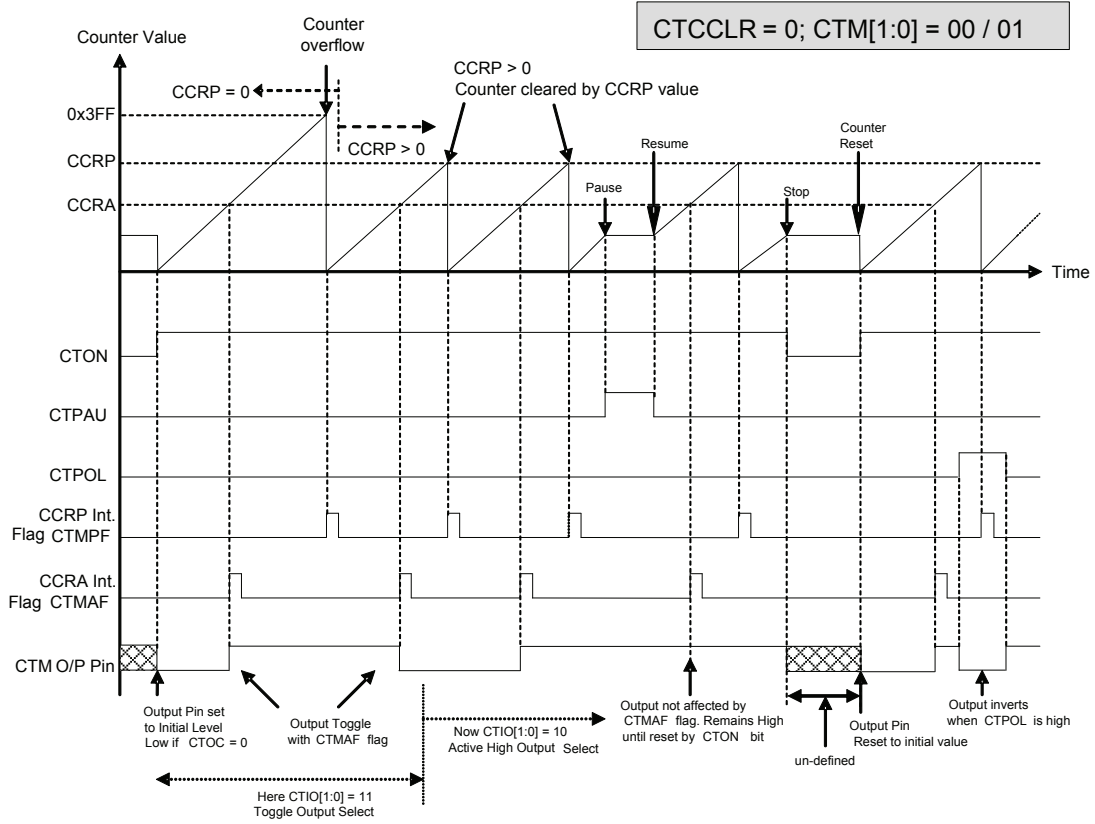 CTCCLR = 0; CTM[1:0] = 00 / 01
Counter Value
Counter
overflow
CCRP = 0
CCRP > 0
CCRP > 0
Counter cleared by CCRP value
0x3FF
CCRP
CCRA
Pause
Resume
Stop
Counter
Reset
Time
CTON
CTPAU
CTPOL
CCRP Int.
Flag CTMPF
CCRA Int.
Flag CTMAF
CTM O/P Pin
Output Pin set
to Initial Level
Low if CTOC = 0
Output Toggle
with CTMAF flag
Now CTIO[1:0] = 10
Active High Output Select
Output not affected by
CTMAF flag. Remains High
until reset by CTON bit
un-defined
Output Pin
Reset to initial value
Output inverts
when CTPOL is high
Here CTIO[1:0] = 11
Toggle Output Select